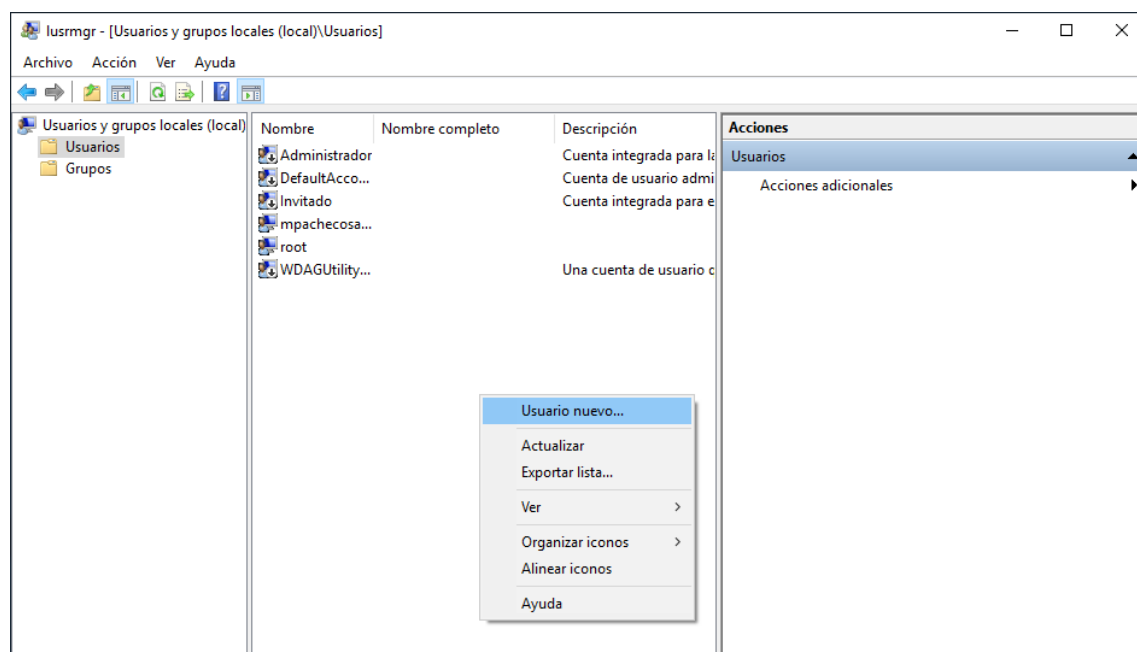 lusrmgr - [Usuarios y grupos locales (local)\Usuarios]
Archivo Acción Ver Ayuda
Usuarios y grupos locales (local)
Usuarios
Grupos
Nombre Nombre completo Descripción
Administrador Cuenta integrada para la
DefaultAcco... Cuenta de usuario admi
Invitado Cuenta integrada para e
mpachecosa...
root
WDAGUtility... Una cuenta de usuario
Usuario nuevo...
Actualizar
Exportar lista...
Ver
Organizar iconos
Alinear iconos
Ayuda
Acciones
Usuarios
Acciones adicionales